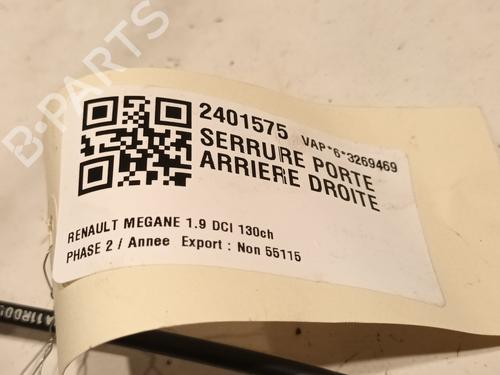 B-PARTS
2401575 VAP*6*3269469
SERRURE PORTE
ARRIERE DROITE
RENAULT MEGANE 1.9 DCI 130ch
PHASE 2 / Annee Export : Non 55115